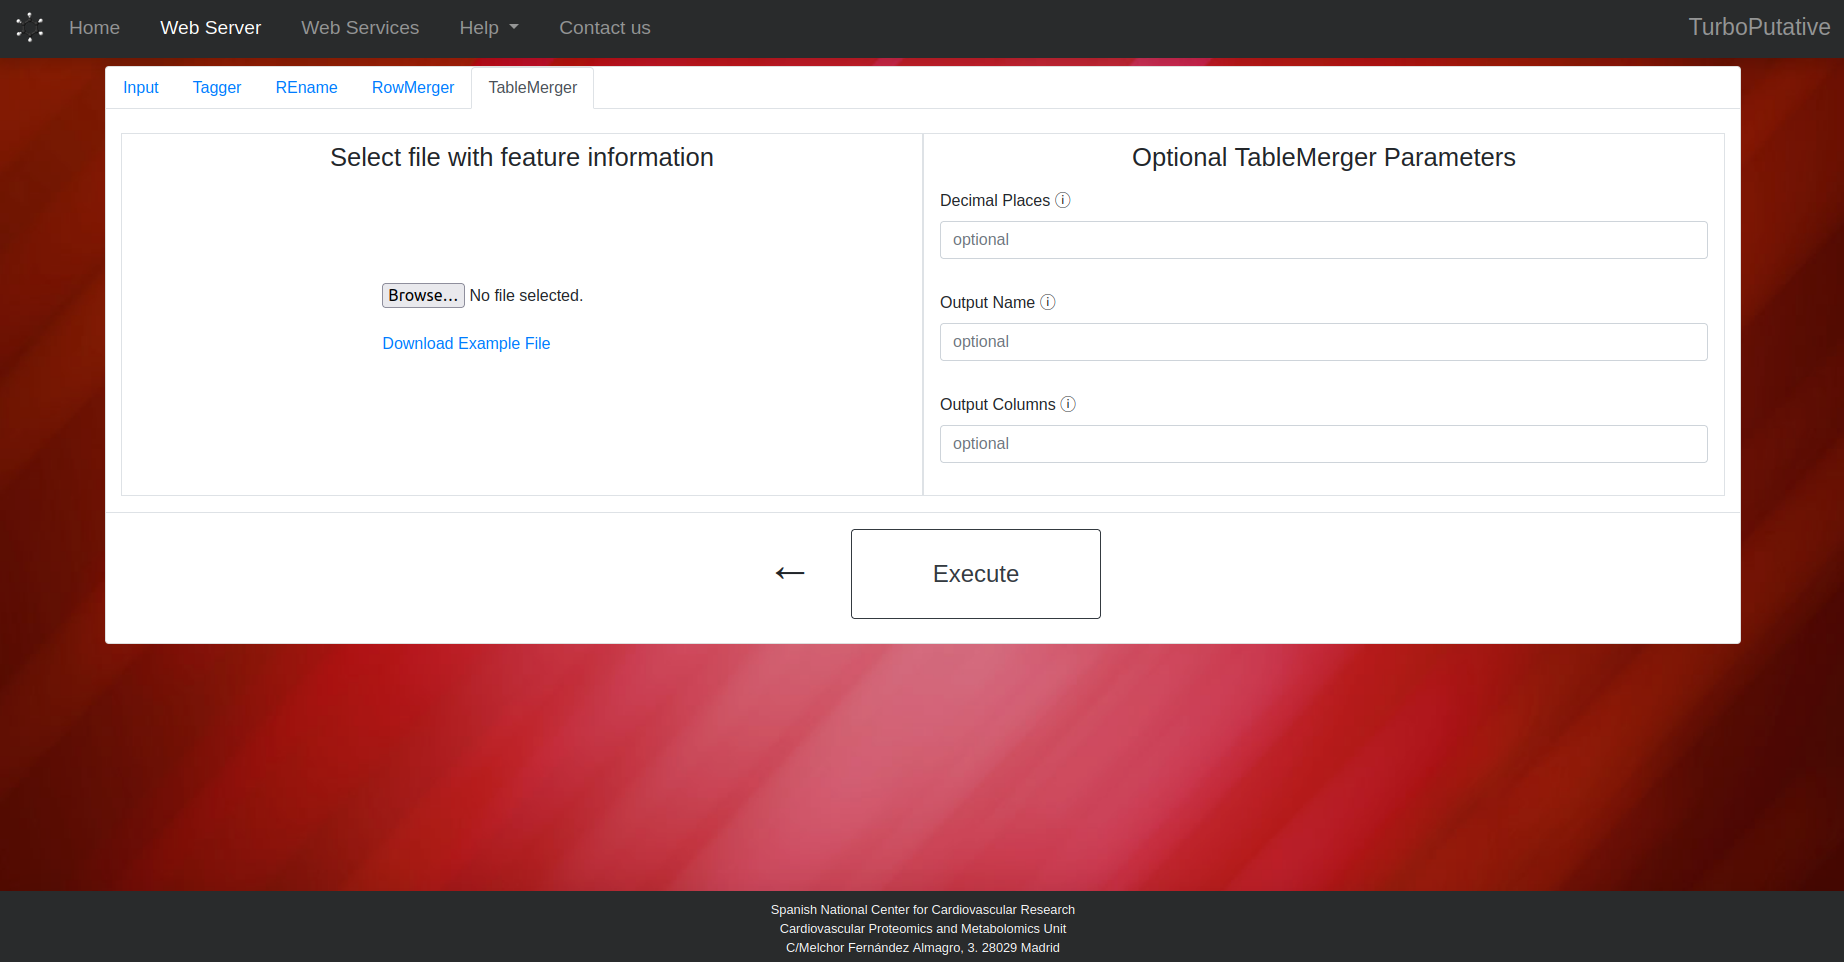 Home Web Server Web Services Help Contact us TurboPutative
Input Tagger REname RowMerger TableMerger
Select file with feature information
Browse... No file selected.
Download Example File
Optional TableMerger Parameters
Decimal Places ⓘ
optional
Output Name ⓘ
optional
Output Columns ⓘ
optional
← Execute
Spanish National Center for Cardiovascular Research
Cardiovascular Proteomics and Metabolomics Unit
C/Melchor Fernández Almagro, 3. 28029 Madrid